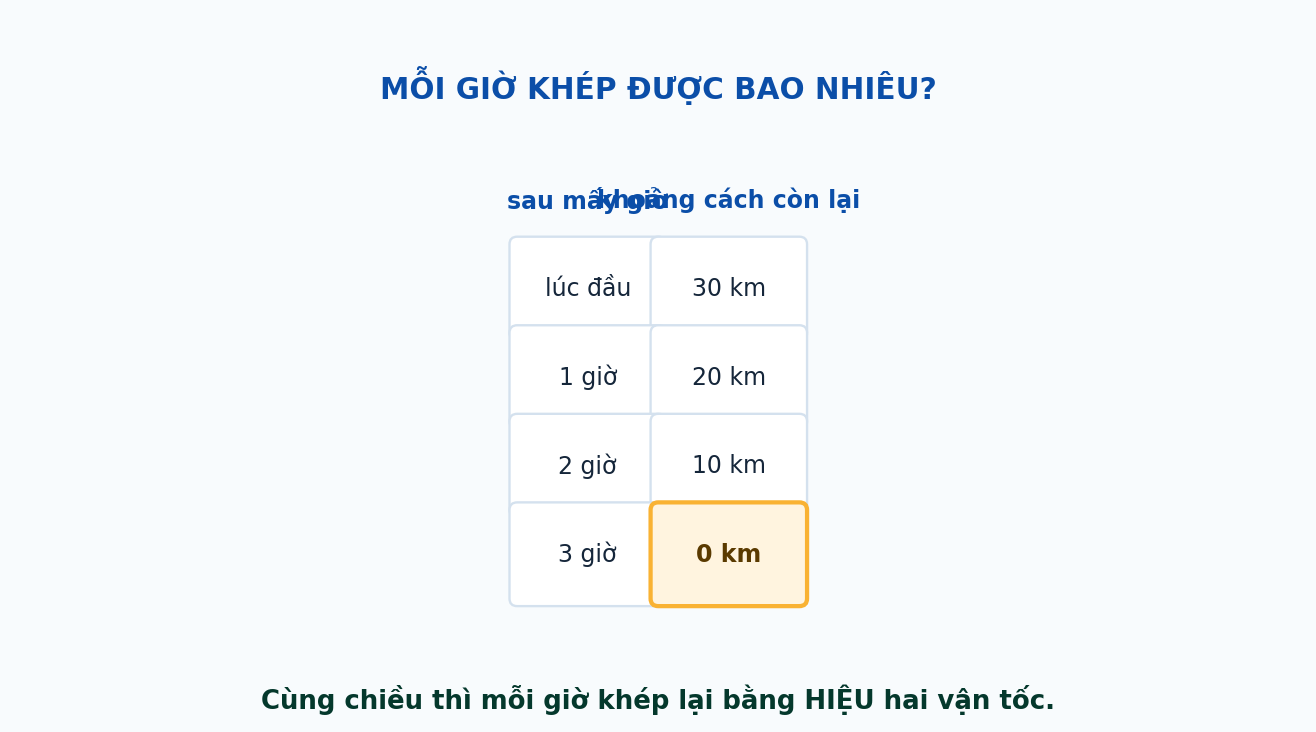 MỖI GIỜ KHÉP ĐƯỢC BAO NHIÊU?
sau mấy giờ khoảng cách còn lại
lúc đầu 30 km
1 giờ 20 km
2 giờ 10 km
3 giờ 0 km
Cùng chiều thì mỗi giờ khép lại bằng HIỆU hai vận tốc.